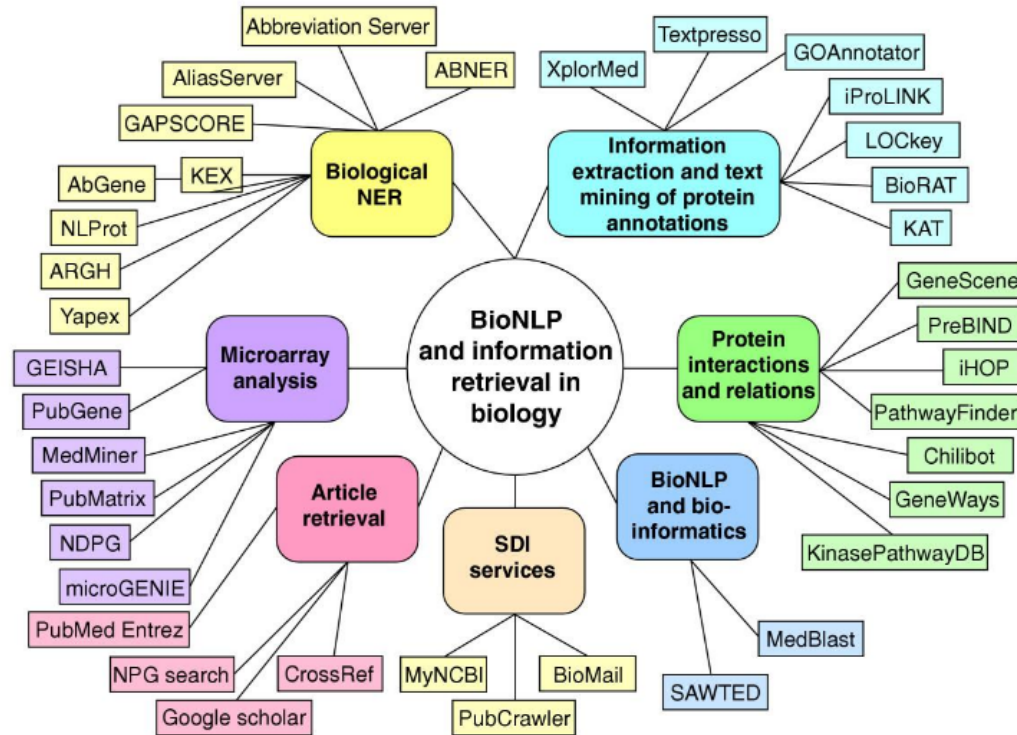 Abbreviation Server
AliasServer
ABNER
GAPSCORE
AbGene
KEX
NLProt
ARGH
Yapex
Biological
NER
Textpresso
XplorMed
GOAnnotator
iProLINK
LOCkey
BioRAT
KAT
Information
extraction and text
mining of protein
annotations
BioNLP
and information
retrieval in
biology
Microarray
analysis
GEISHA
PubGene
MedMiner
PubMatrix
NDPG
microGENIE
Protein
interactions
and relations
GeneScene
PreBIND
iHOP
PathwayFinder
Chilibot
GeneWays
KinasePathwayDB
Article
retrieval
PubMed Entrez
NPG search
Google scholar
CrossRef
SDI
services
MyNCBI
PubCrawler
BioMail
BioNLP
and bio-
informatics
MedBlast
SAWTED